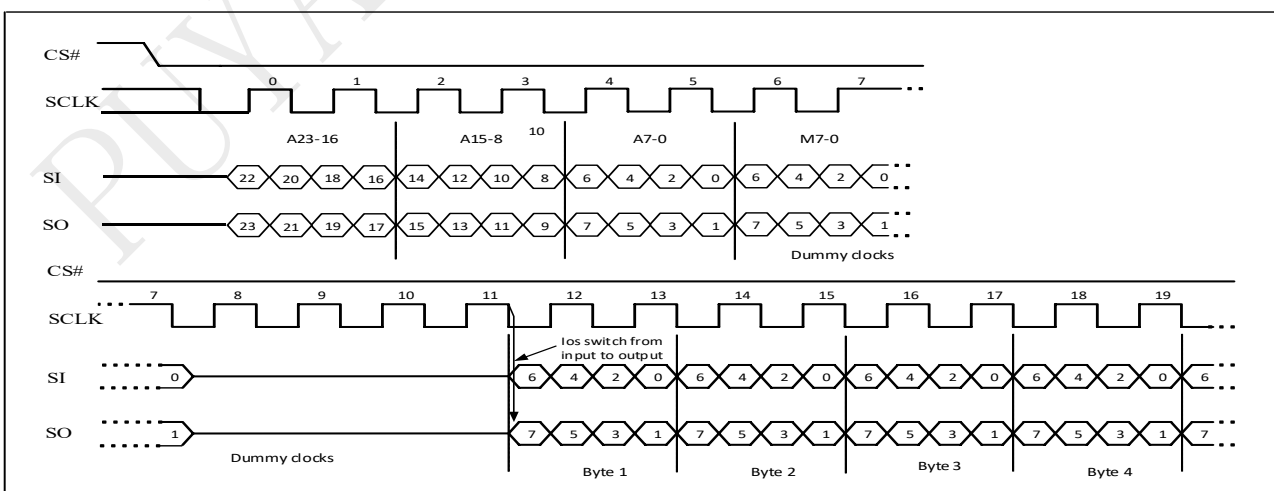 PUYA
CS#
0 1 2 3 4 5 6 7
SCLK
A23-16 A15-8 10 A7-0 M7-0
SI 22 20 18 16 14 12 10 8 6 4 2 0 6 4 2 0
SO 23 21 19 17 15 13 11 9 7 5 3 1 7 5 3 1
Dummy clocks
CS#
7 8 9 10 11 12 13 14 15 16 17 18 19
SCLK
Ios switch from
input to output
SI 0 6 4 2 0 6 4 2 0 6 4 2 0 6 4 2 0 6
SO 1 7 5 3 1 7 5 3 1 7 5 3 1 7 5 3 1 7
Dummy clocks Byte 1 Byte 2 Byte 3 Byte 4